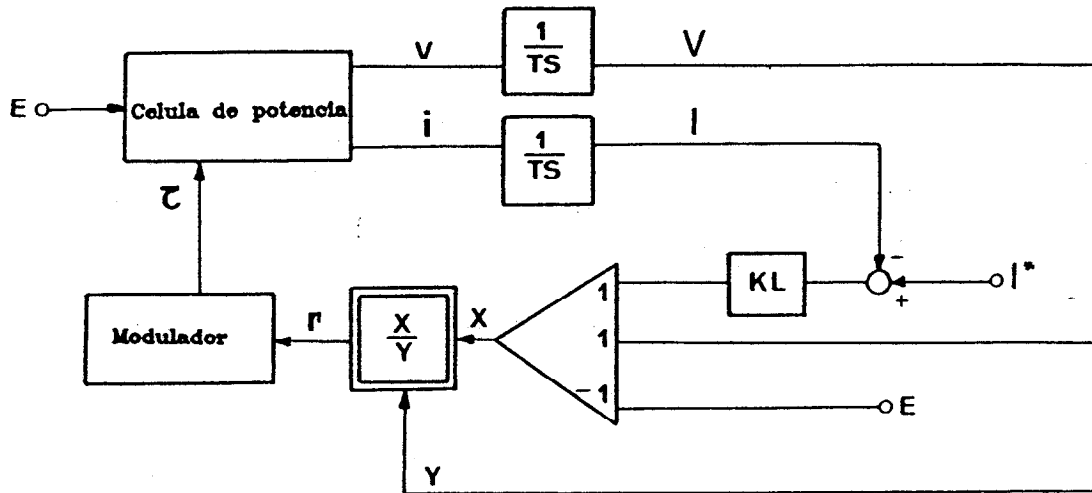 v
1
TS
V
E
Celula de potencia
i
1
TS
I
τ
-
KL
I*
+
1
X
r
X
Y
1
Modulador
-1
E
Y